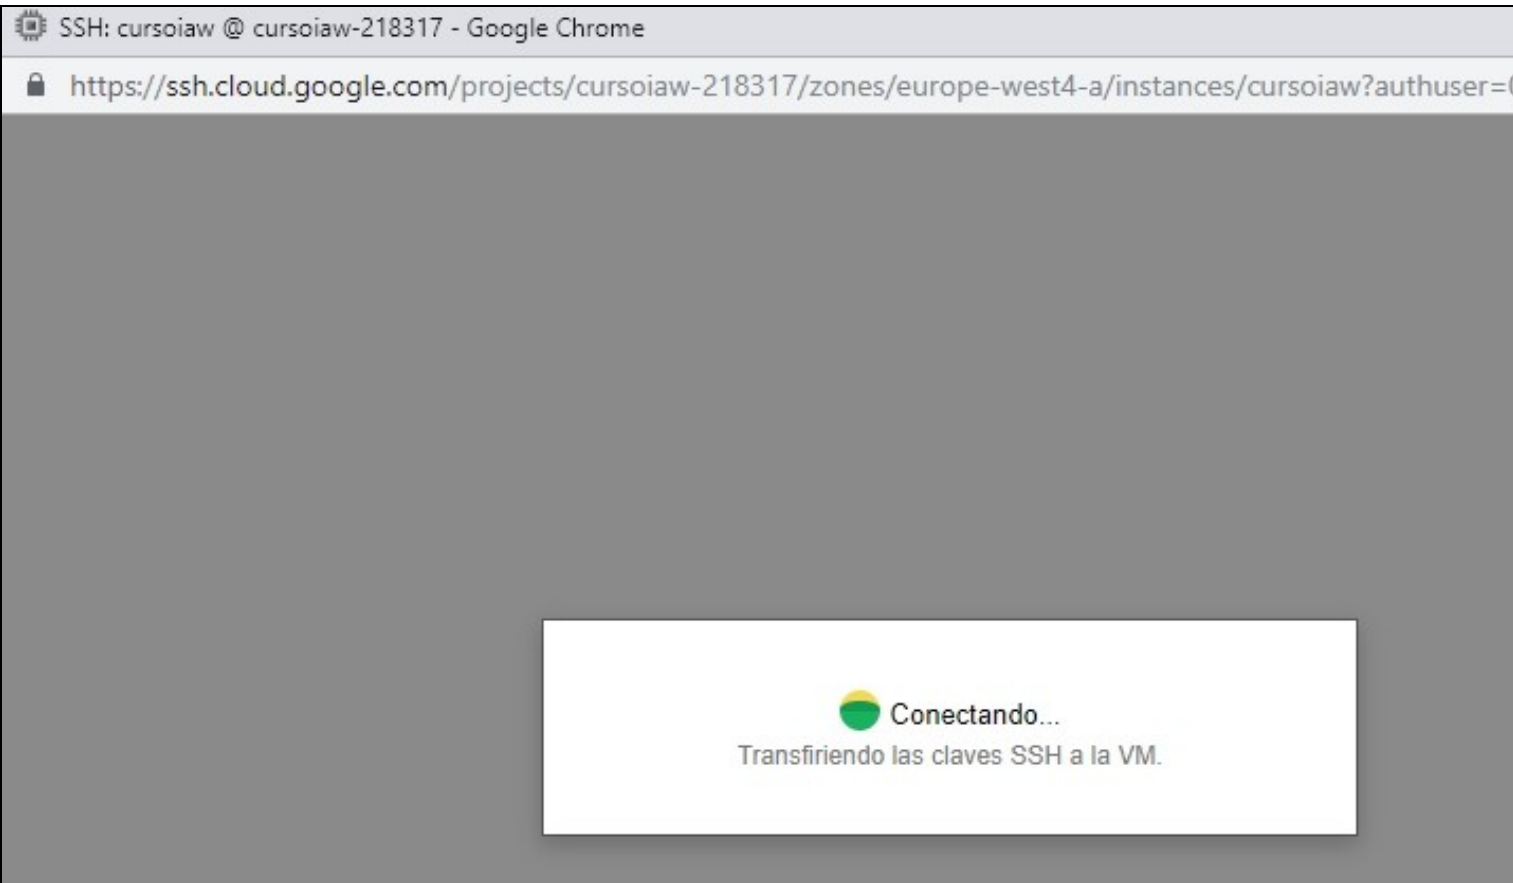 SSH: cursoiaw @ cursoiaw-218317 - Google Chrome
https://ssh.cloud.google.com/projects/cursoiaw-218317/zones/europe-west4-a/instances/cursoiaw?authuser=0
Conectando...
Transfiriendo las claves SSH a la VM.